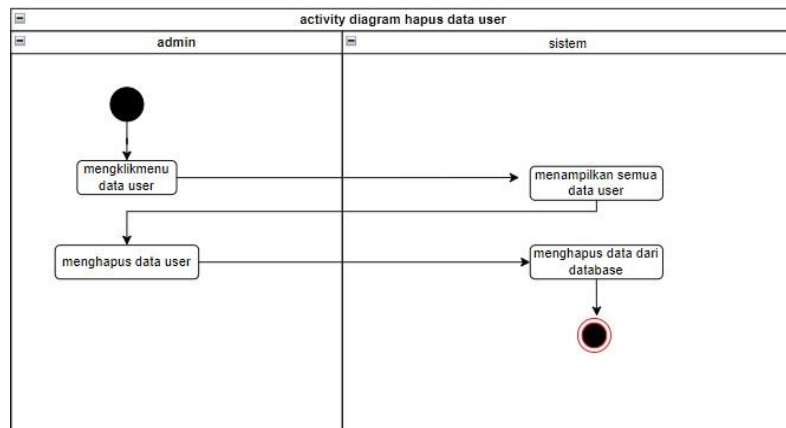 activity diagram hapus data user
admin
sistem
mengklikmenu
data user
menampilkan semua
data user
menghapus data user
menghapus data dari
database